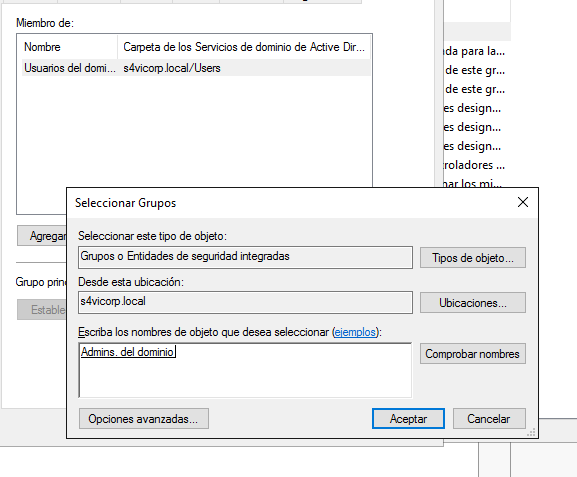 Miembro de:
Nombre
Carpeta de los Servicios de dominio de Active Dir...
Usuarios del domi...
s4vicorp.local/Users
nda para la...
de este gr...
de este gr...
es design...
es design...
es design...
troladores ...
nar los mi...
Seleccionar Grupos
Agregar
Seleccionar este tipo de objeto:
Grupos o Entidades de seguridad integradas
Tipos de objeto...
Desde esta ubicación:
Grupo princ
s4vicorp.local
Ubicaciones...
Estable
Escriba los nombres de objeto que desea seleccionar (ejemplos):
Admins. del dominio
Comprobar nombres
Opciones avanzadas...
Aceptar
Cancelar